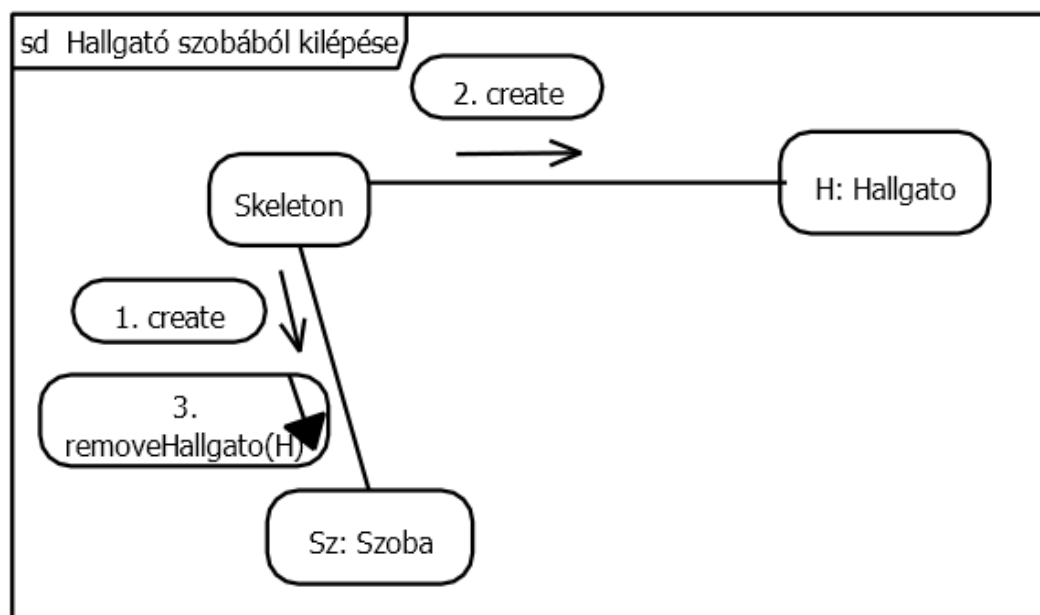 sd  Hallgató szobából kilépése
2. create
H: Hallgato
Skeleton
1. create
3.
removeHallgato(H)
Sz: Szoba